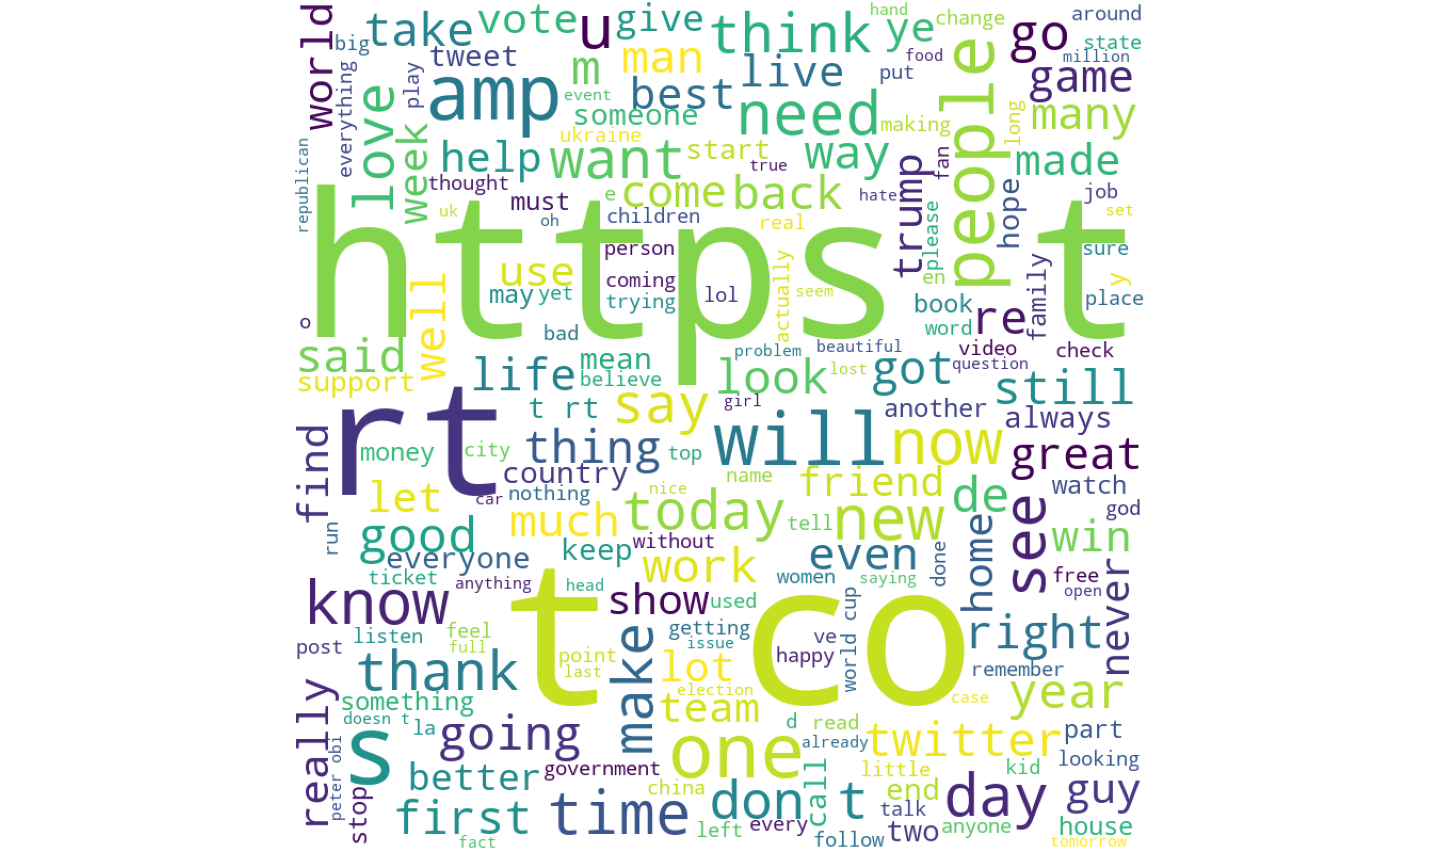 world
big
take
vote
u
give
think
ye
hand
change
go
around
state
million
everything
play
tweet
amp
m
man
event
best
live
put
food
people
game
love
week
someone
ukraine
need
making
long
many
republican
help
want
start
true
way
trump
fan
made
thought
must
e
come
back
hate
please
hope
job
set
uk
oh
children
real
https t
person
use
coming
actually
seem
sure
may
yet
trying
lol
en
family
y
place
o
well
bad
book
word
re
said
support
life
mean
believe
problem
beautiful
lost
look
got
video
question
check
still
rt
t rt
say
girl
another
always
find
money
city
thing
top
will
now
great
country
name
friend
let
car
nothing
nice
today
de
watch
god
run
good
much
tell
new
see
win
everyone
keep
without
even
done
home
ticket
anything
head
work
women
saying
free
open
never
know
t co
show
used
post
listen
feel
full
getting
issue
ve
happy
world cup
right
thank
point
last
make
lot
remember
really
something
election
team
case
year
doesn t
la
s
going
d
read
already
twitter
part
looking
peter obi
better
government
one
little
kid
stop
china
don t
call
end
day
guy
first
time
left
every
talk
two
anyone
house
fact
follow
tomorrow